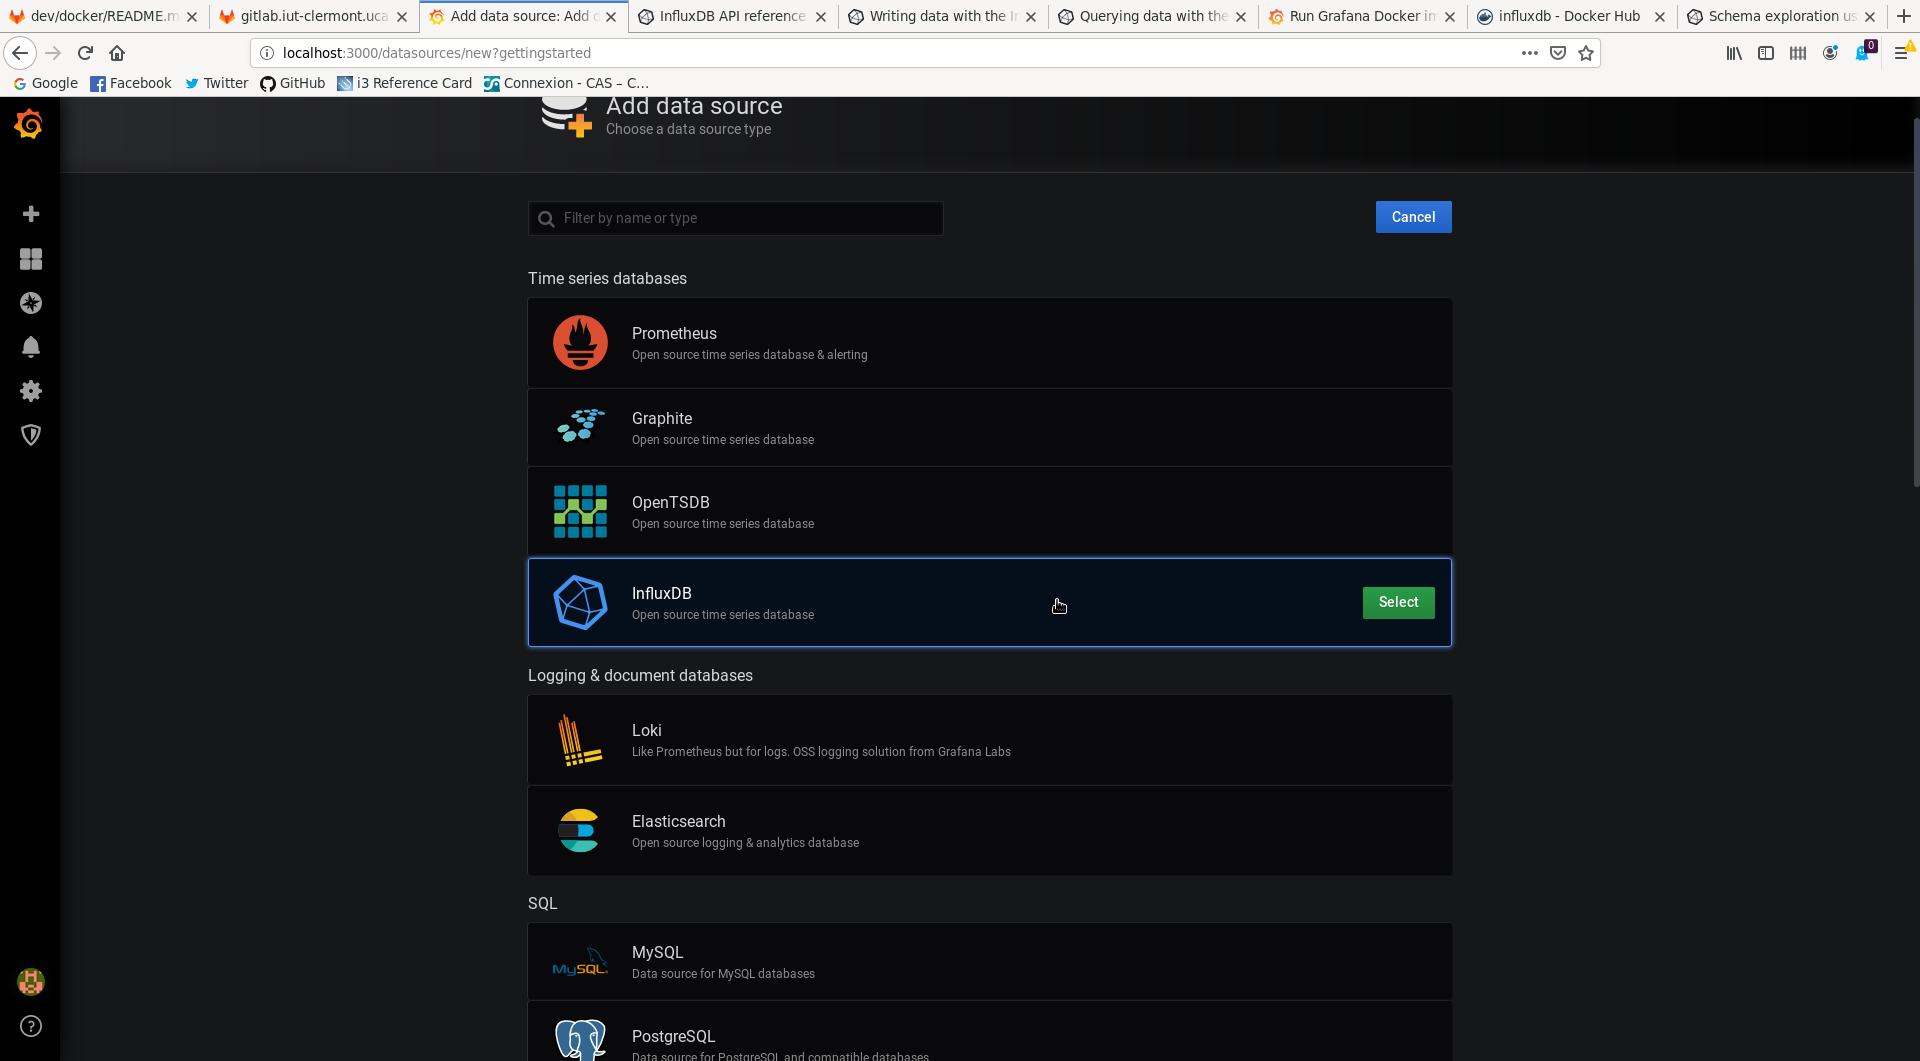 dev/docker/README.m
gitlab.iut-clermont.uca
Add data source: Add d
InfluxDB API reference
Writing data with the I
Querying data with the
Run Grafana Docker im
influxdb - Docker Hub
Schema exploration us
localhost:3000/datasources/new?gettingstarted
0
Google
Facebook
Twitter
GitHub
i3 Reference Card
Connexion - CAS – C…
Add data source
Choose a data source type
Filter by name or type
Cancel
Time series databases
Prometheus
Open source time series database & alerting
Graphite
Open source time series database
OpenTSDB
Open source time series database
InfluxDB
Open source time series database
Select
Logging & document databases
Loki
Like Prometheus but for logs. OSS logging solution from Grafana Labs
Elasticsearch
Open source logging & analytics database
SQL
MySQL
MySQL
Data source for MySQL databases
PostgreSQL
Data source for PostgreSQL and compatible databases